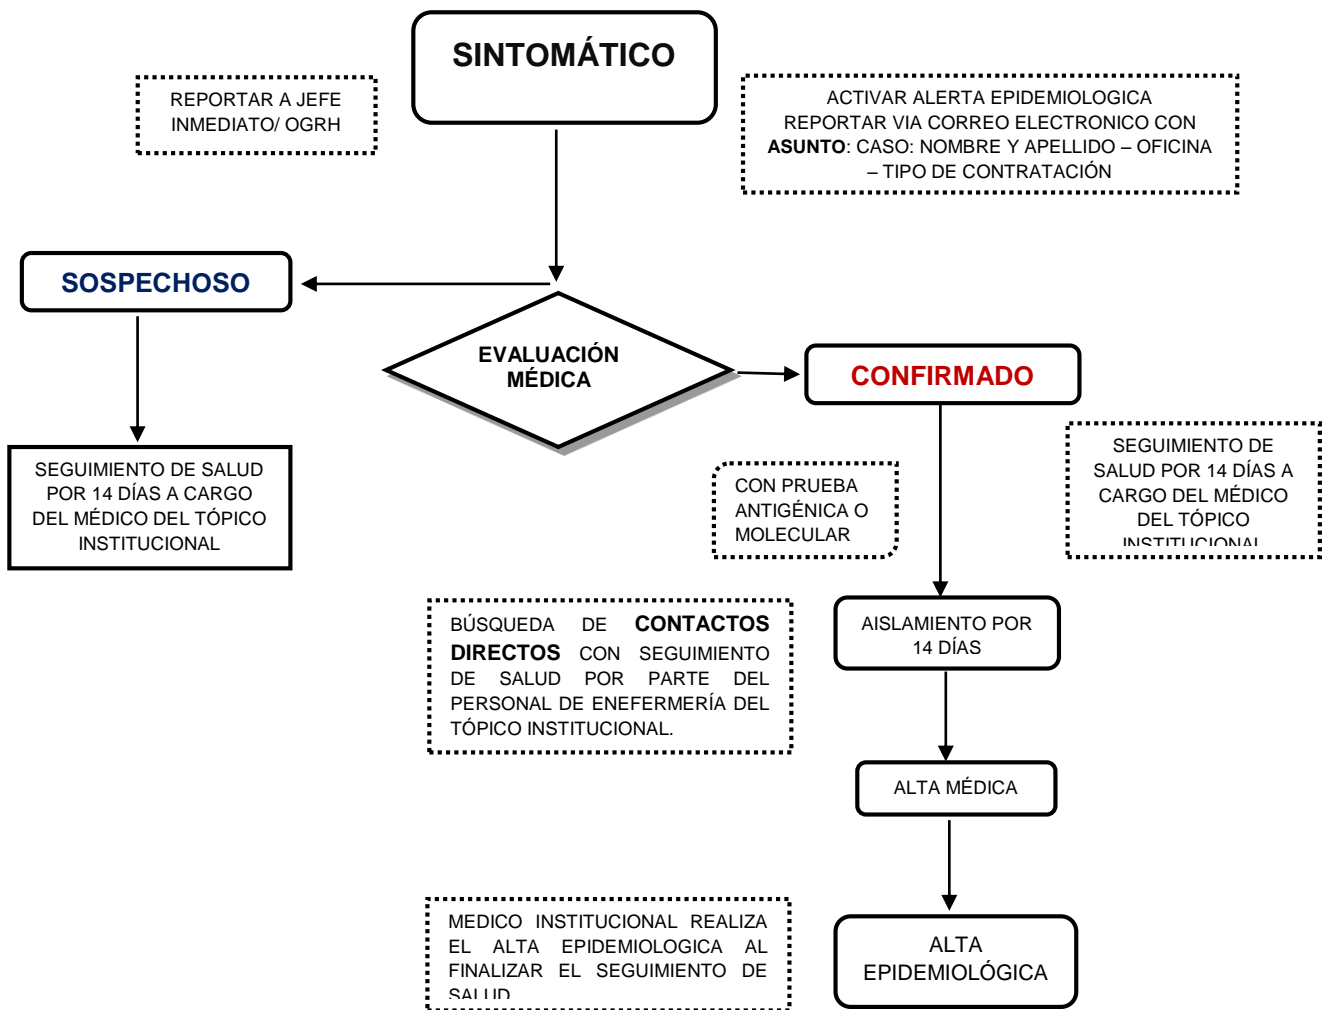 SINTOMÁTICO
REPORTAR A JEFE
INMEDIATO/ OGRH
ACTIVAR ALERTA EPIDEMIOLOGICA
REPORTAR VIA CORREO ELECTRONICO CON
ASUNTO: CASO: NOMBRE Y APELLIDO – OFICINA
– TIPO DE CONTRATACIÓN
SOSPECHOSO
EVALUACIÓN
MÉDICA
CONFIRMADO
SEGUIMIENTO DE SALUD
POR 14 DÍAS A CARGO
DEL MÉDICO DEL TÓPICO
INSTITUCIONAL
CON PRUEBA
ANTIGÉNICA O
MOLECULAR
SEGUIMIENTO DE
SALUD POR 14 DÍAS A
CARGO DEL MÉDICO
DEL TÓPICO
INSTITUCIONAL
BÚSQUEDA DE CONTACTOS
DIRECTOS CON SEGUIMIENTO
DE SALUD POR PARTE DEL
PERSONAL DE ENEFERMERÍA DEL
TÓPICO INSTITUCIONAL.
AISLAMIENTO POR
14 DÍAS
ALTA MÉDICA
MEDICO INSTITUCIONAL REALIZA
EL ALTA EPIDEMIOLOGICA AL
FINALIZAR EL SEGUIMIENTO DE
SALUD
ALTA
EPIDEMIOLÓGICA